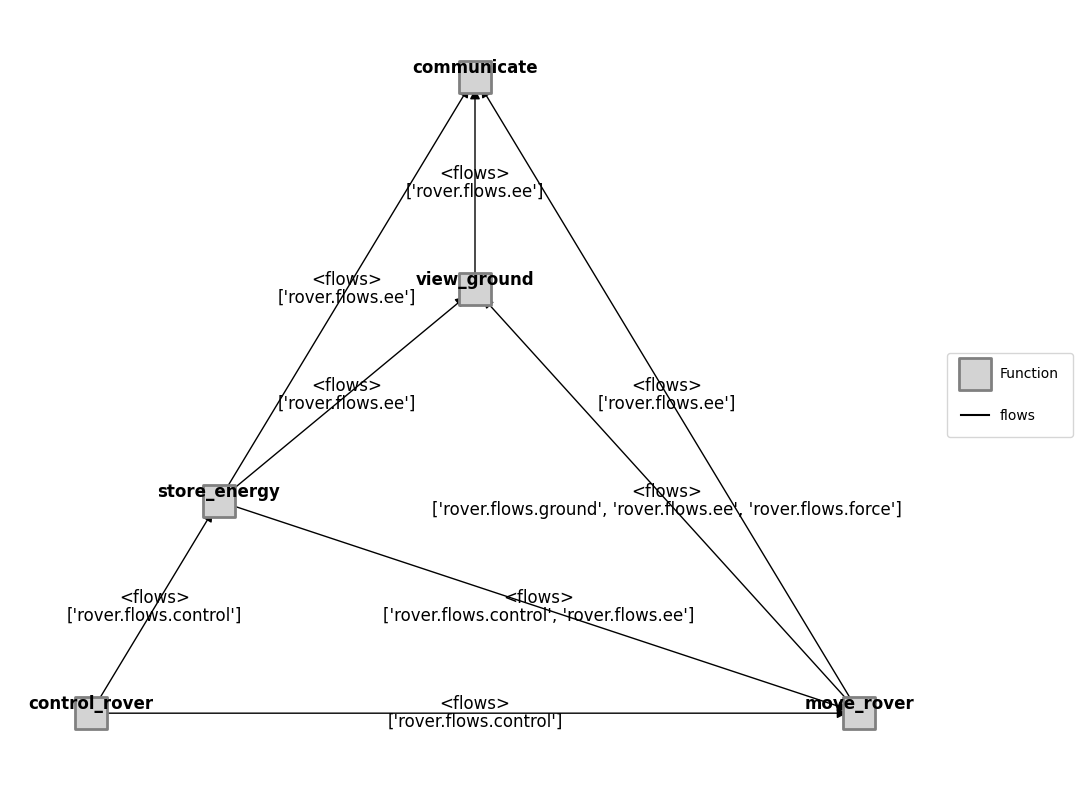 communicate
<flows>
['rover.flows.ee']
<flows>
['rover.flows.ee']
view_ground
<flows>
['rover.flows.ee']
<flows>
['rover.flows.ee']
Function
flows
store_energy
<flows>
['rover.flows.ground', 'rover.flows.ee', 'rover.flows.force']
<flows>
['rover.flows.control']
<flows>
['rover.flows.control', 'rover.flows.ee']
control_rover
<flows>
['rover.flows.control']
move_rover